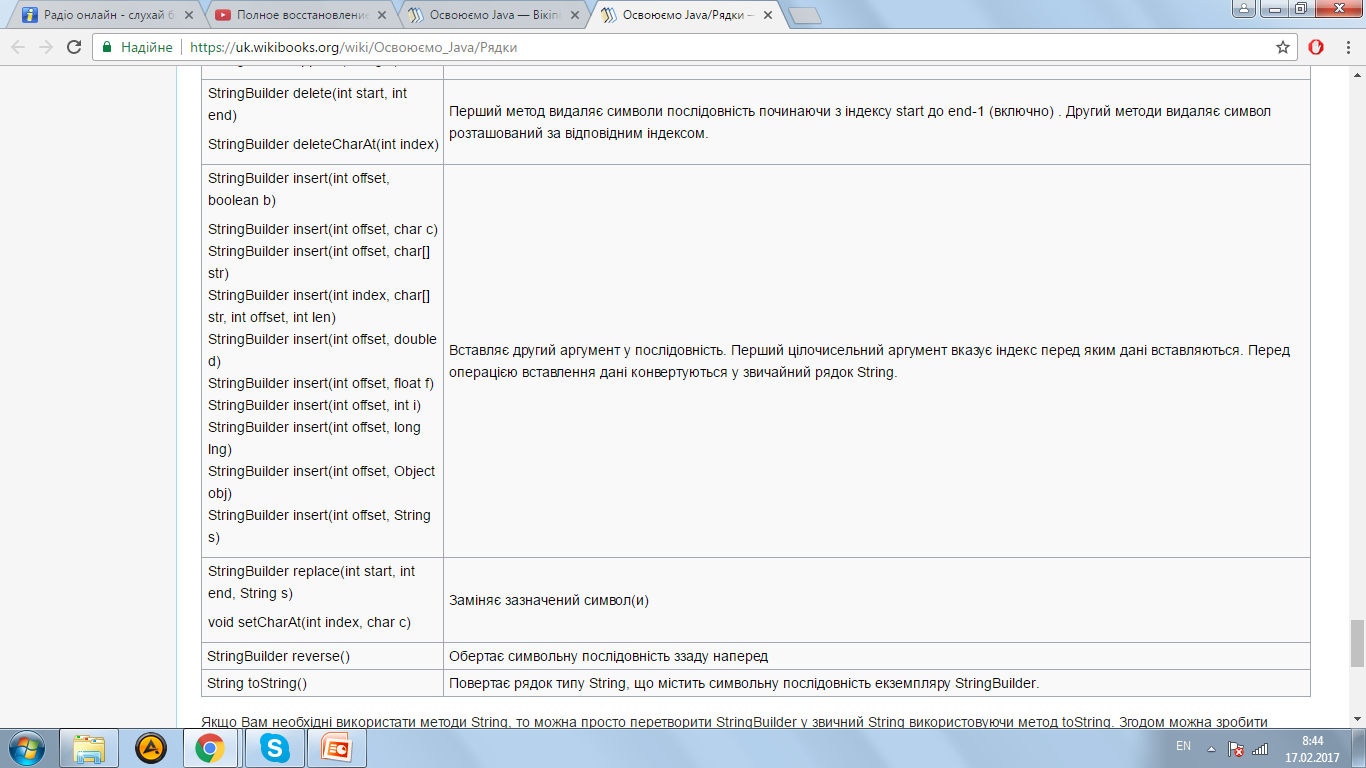 Радіо онлайн - слухай б
Полное восстановление
Освоюємо Java — Вікіп
Освоюємо Java/Рядки –
Надійне
https://uk.wikibooks.org/wiki/Освоюємо_Java/Рядки
StringBuilder delete(int start, int
end)
StringBuilder deleteCharAt(int index)
Перший метод видаляє символи послідовність починаючи з індексу start до end-1 (включно) . Другий методи видаляє символ
розташований за відповідним індексом.
StringBuilder insert(int offset,
boolean b)
StringBuilder insert(int offset, char c)
StringBuilder insert(int offset, char[]
str)
StringBuilder insert(int index, char[]
str, int offset, int len)
StringBuilder insert(int offset, double
d)
StringBuilder insert(int offset, float f)
StringBuilder insert(int offset, int i)
StringBuilder insert(int offset, long
lng)
StringBuilder insert(int offset, Object
obj)
StringBuilder insert(int offset, String
s)
Вставляє другий аргумент у послідовність. Перший цілочисельний аргумент вказує індекс перед яким дані вставляються. Перед
операцією вставлення дані конвертуються у звичайний рядок String.
StringBuilder replace(int start, int
end, String s)
void setCharAt(int index, char c)
Заміняє зазначений символ(и)
StringBuilder reverse()
Обертає символьну послідовність ззаду наперед
String toString()
Повертає рядок типу String, що містить символьну послідовність екземпляру StringBuilder.
Якщо Вам необхідні використати методи String, то можна просто перетворити StringBuilder у звичний String використовуючи метод toString. Згодом можна зробити
EN
8:44
17.02.2017